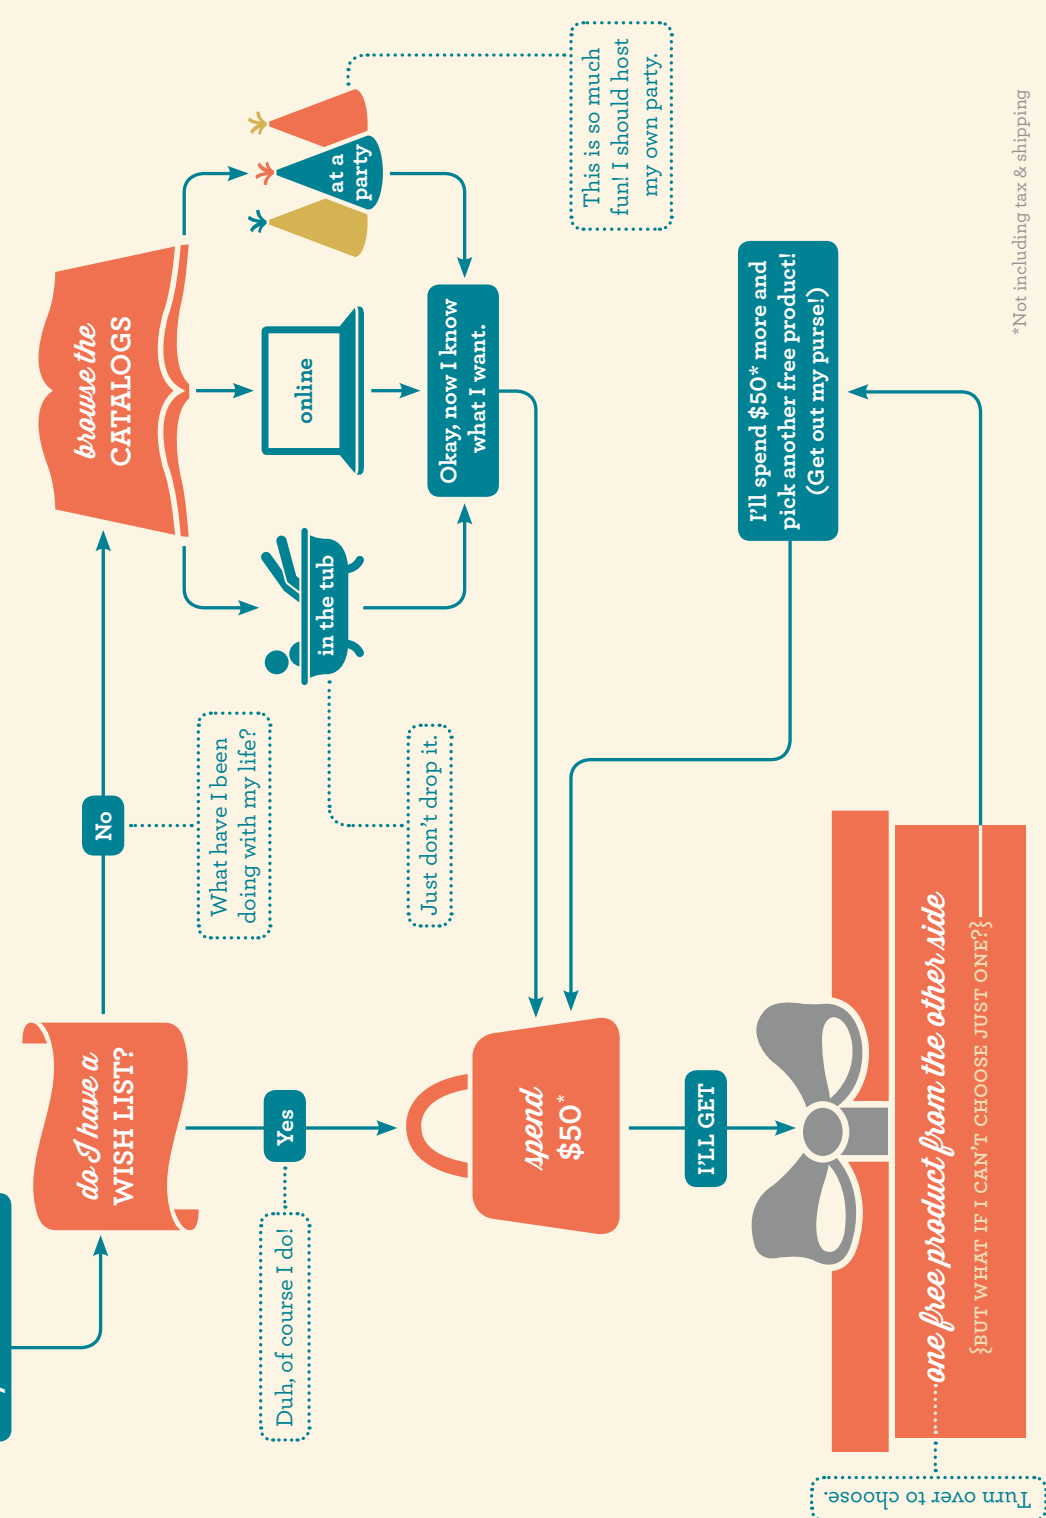 do I have a
WISH LIST?
No
What have I been
doing with my life?
browse the
CATALOGS
in the tub
Just don't drop it.
online
at a
party
This is so much
fun! I should host
my own party.
Okay, now I know
what I want.
Yes
Duh, of course I do!
spend
$50*
I'LL GET
one free product from the other side
{BUT WHAT IF I CAN'T CHOOSE JUST ONE?}
Turn over to choose.
I'll spend $50* more and
pick another free product!
(Get out my purse!)
*Not including tax & shipping